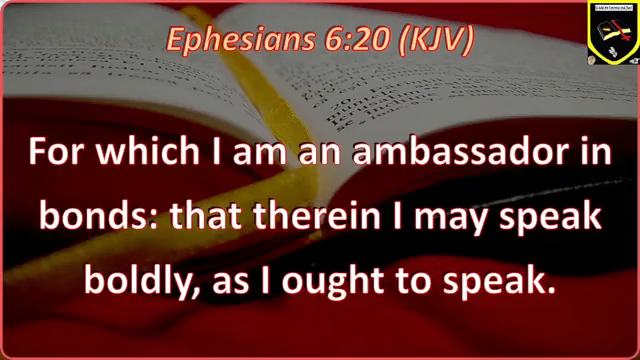 Ephesians 6:20 (KJV)
For which I am an ambassador in
bonds: that therein I may speak
boldly, as I ought to speak.